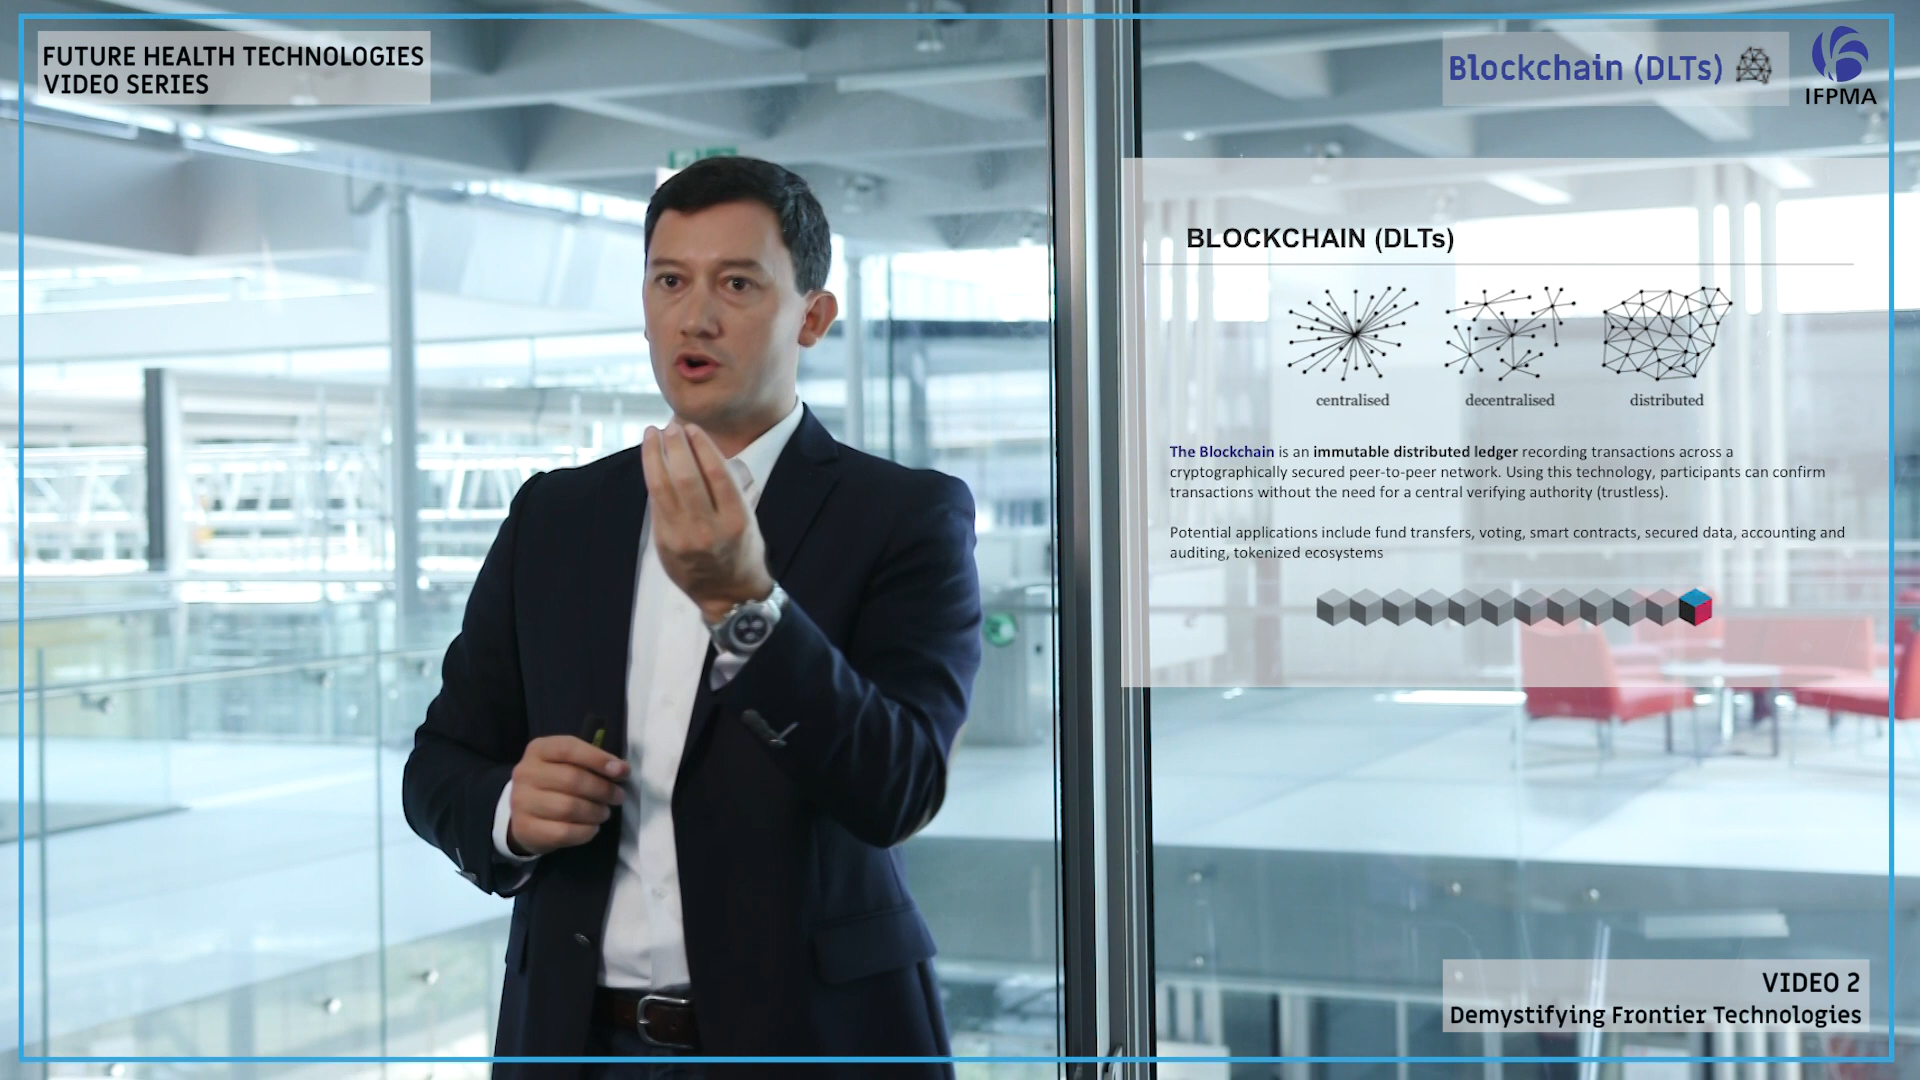 FUTURE HEALTH TECHNOLOGIES
VIDEO SERIES
Blockchain (DLTs)
IFPMA
BLOCKCHAIN (DLTs)
centralised decentralised distributed
The Blockchain is an immutable distributed ledger recording transactions across a
cryptographically secured peer-to-peer network. Using this technology, participants can confirm
transactions without the need for a central verifying authority (trustless).
Potential applications include fund transfers, voting, smart contracts, secured data, accounting and
auditing, tokenized ecosystems
VIDEO 2
Demystifying Frontier Technologies